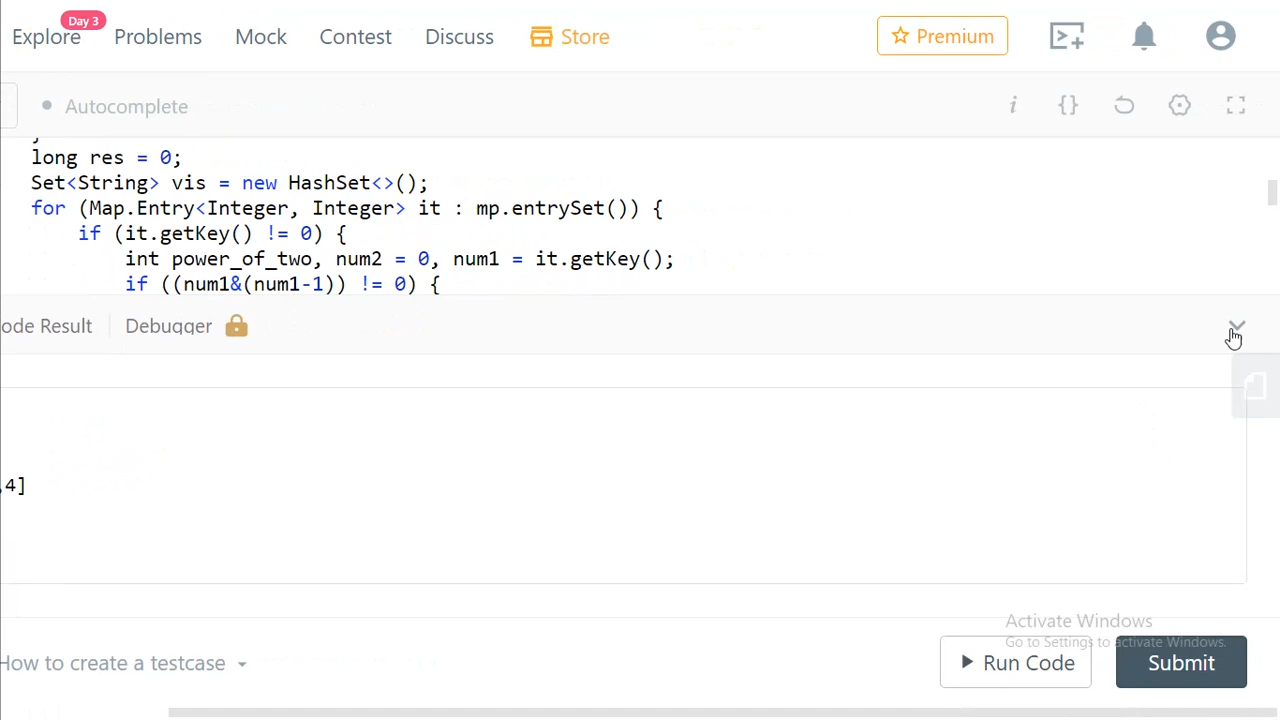 Day 3
Explore Problems Mock Contest Discuss Store Premium
Autocomplete
}
long res = 0;
Set<String> vis = new HashSet<>();
for (Map.Entry<Integer, Integer> it : mp.entrySet()) {
if (it.getKey() != 0) {
int power_of_two, num2 = 0, num1 = it.getKey();
if ((num1&(num1-1)) != 0) {
ode Result Debugger
,4]
Activate Windows
Go to Settings to activate Windows.
How to create a testcase
Run Code Submit